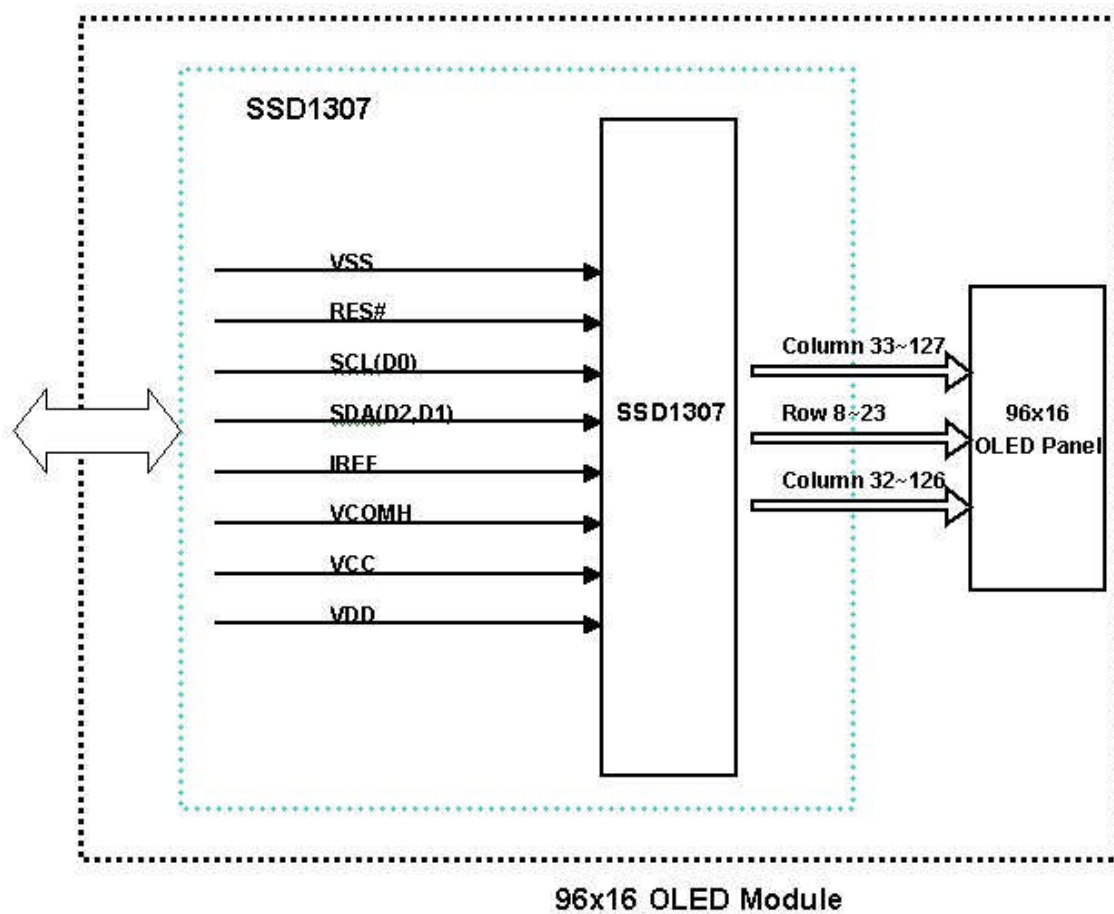 SSD1307
VSS
RES#
SCL(D0)
SDA(D2,D1)
IREF
VCOMH
VCC
VDD
SSD1307
Column 33~127
Row 8~23
Column 32~126
96x16
OLED Panel
96x16 OLED Module